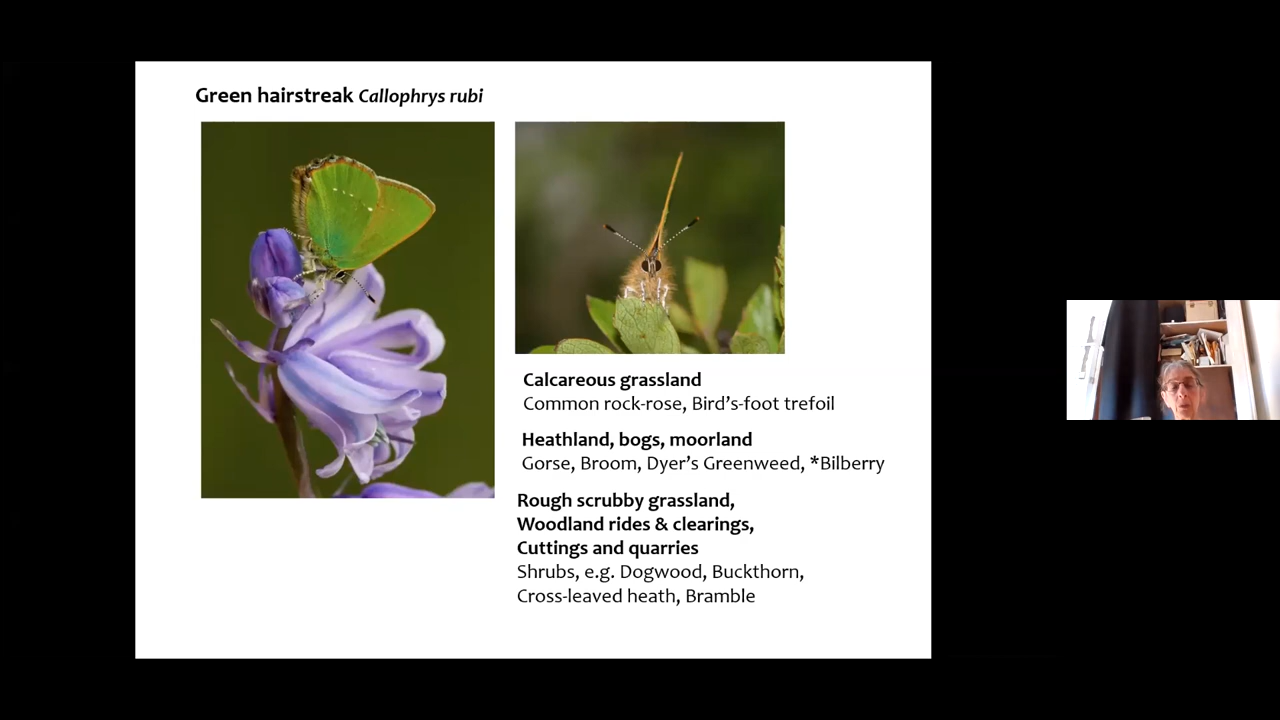 Green hairstreak Callophrys rubi
Calcareous grassland
Common rock-rose, Bird’s-foot trefoil
Heathland, bogs, moorland
Gorse, Broom, Dyer’s Greenweed, *Bilberry
Rough scrubby grassland,
Woodland rides & clearings,
Cuttings and quarries
Shrubs, e.g. Dogwood, Buckthorn,
Cross-leaved heath, Bramble